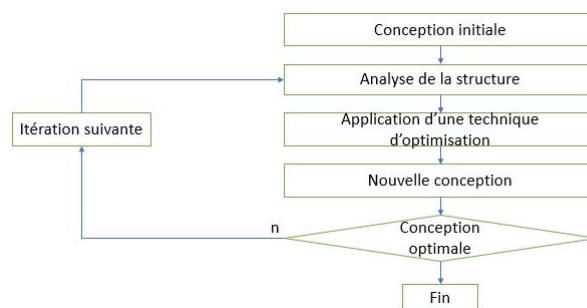 Conception initiale
Analyse de la structure
Itération suivante
Application d’une technique
d’optimisation
Nouvelle conception
n
Conception
optimale
Fin